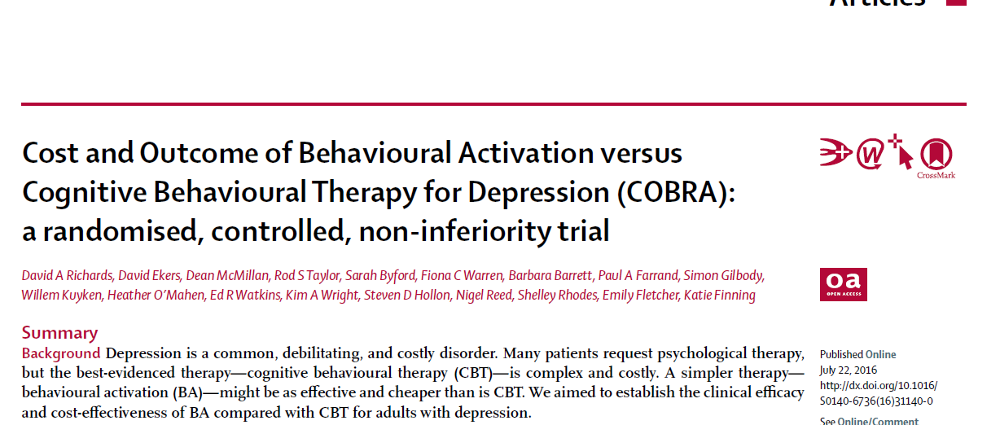 Articles
Cost and Outcome of Behavioural Activation versus
Cognitive Behavioural Therapy for Depression (COBRA):
a randomised, controlled, non-inferiority trial
CrossMark
David A Richards, David Ekers, Dean McMillan, Rod S Taylor, Sarah Byford, Fiona C Warren, Barbara Barrett, Paul A Farrand, Simon Gilbody,
Willem Kuyken, Heather O'Mahen, Ed R Watkins, Kim A Wright, Steven D Hollon, Nigel Reed, Shelley Rhodes, Emily Fletcher, Katie Finning
oa
OPEN ACCESS
Summary
Background Depression is a common, debilitating, and costly disorder. Many patients request psychological therapy,
but the best-evidenced therapy—cognitive behavioural therapy (CBT)—is complex and costly. A simpler therapy—
behavioural activation (BA)—might be as effective and cheaper than is CBT. We aimed to establish the clinical efficacy
and cost-effectiveness of BA compared with CBT for adults with depression.
Published Online
July 22, 2016
http://dx.doi.org/10.1016/
S0140-6736(16)31140-0
See Online/Comment